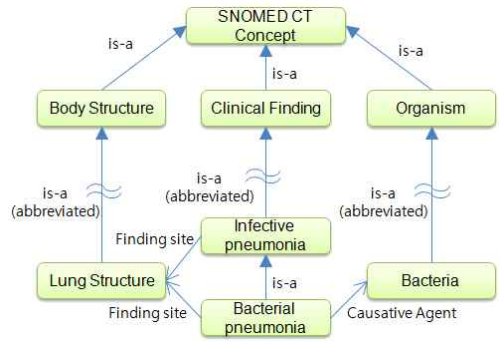 SNOMED CT
Concept
is-a
is-a
is-a
Body Structure
Clinical Finding
Organism
is-a
(abbreviated)
is-a
(abbreviated)
is-a
(abbreviated)
Finding site
Infective
pneumonia
Lung Structure
is-a
Bacteria
Finding site
Bacterial
pneumonia
Causative Agent